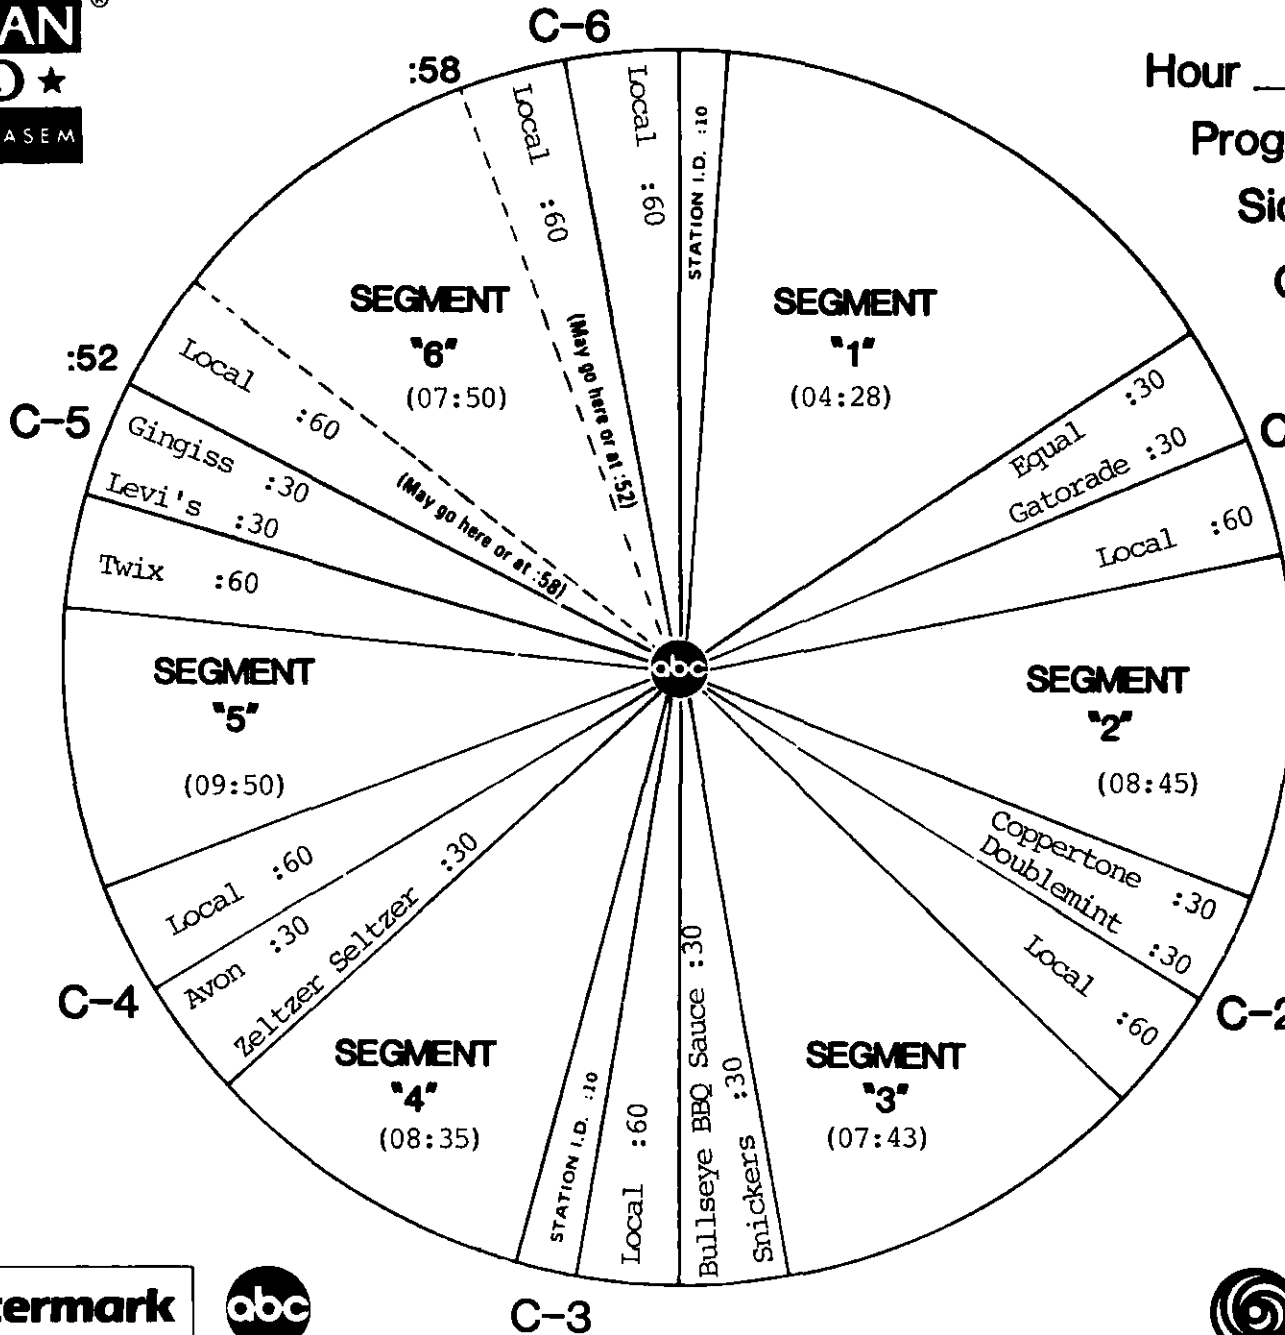 AN ®
★
ASEM
C-6
:58
Hour
Local :60
Local :60
STATION I.D. :10
(May go here or at :52)
SEGMENT
"1"
(04:28)
Equal :30
Gatorade :30
Local :60
SEGMENT
"2"
(08:45)
Coppertone :30
Doublemint :30
Local :60
C-2
SEGMENT
"3"
(07:43)
Snickers :30
Bullseye BBQ Sauce :30
Local :60
STATION I.D. :10
C-3
SEGMENT
"4"
(08:35)
Zeltzer Seltzer :30
Avon :30
Local :60
C-4
SEGMENT
"5"
(09:50)
Twix :60
Levi's :30
Gingiss :30
C-5
:52
Local :60
(May go here or at :58)
SEGMENT
"6"
(07:50)
abc
termark
abc